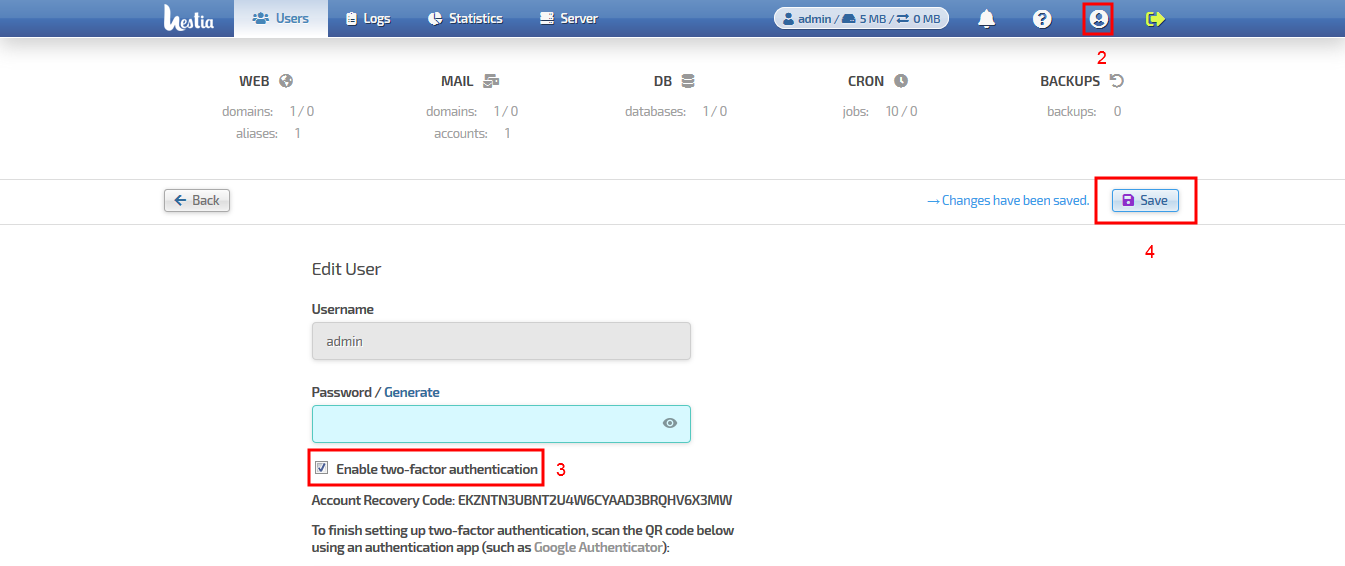 hestia Users Logs Statistics Server admin / 5 MB / 0 MB ?
2
WEB MAIL DB CRON BACKUPS
domains: 1 / 0 domains: 1 / 0 databases: 1 / 0 jobs: 10 / 0 backups: 0
aliases: 1 accounts: 1
← Back → Changes have been saved. Save
4
Edit User
Username
admin
Password / Generate
Enable two-factor authentication 3
Account Recovery Code: EKZNTN3UBNT2U4W6CYAAD3BRQHV6X3MW
To finish setting up two-factor authentication, scan the QR code below
using an authentication app (such as Google Authenticator):